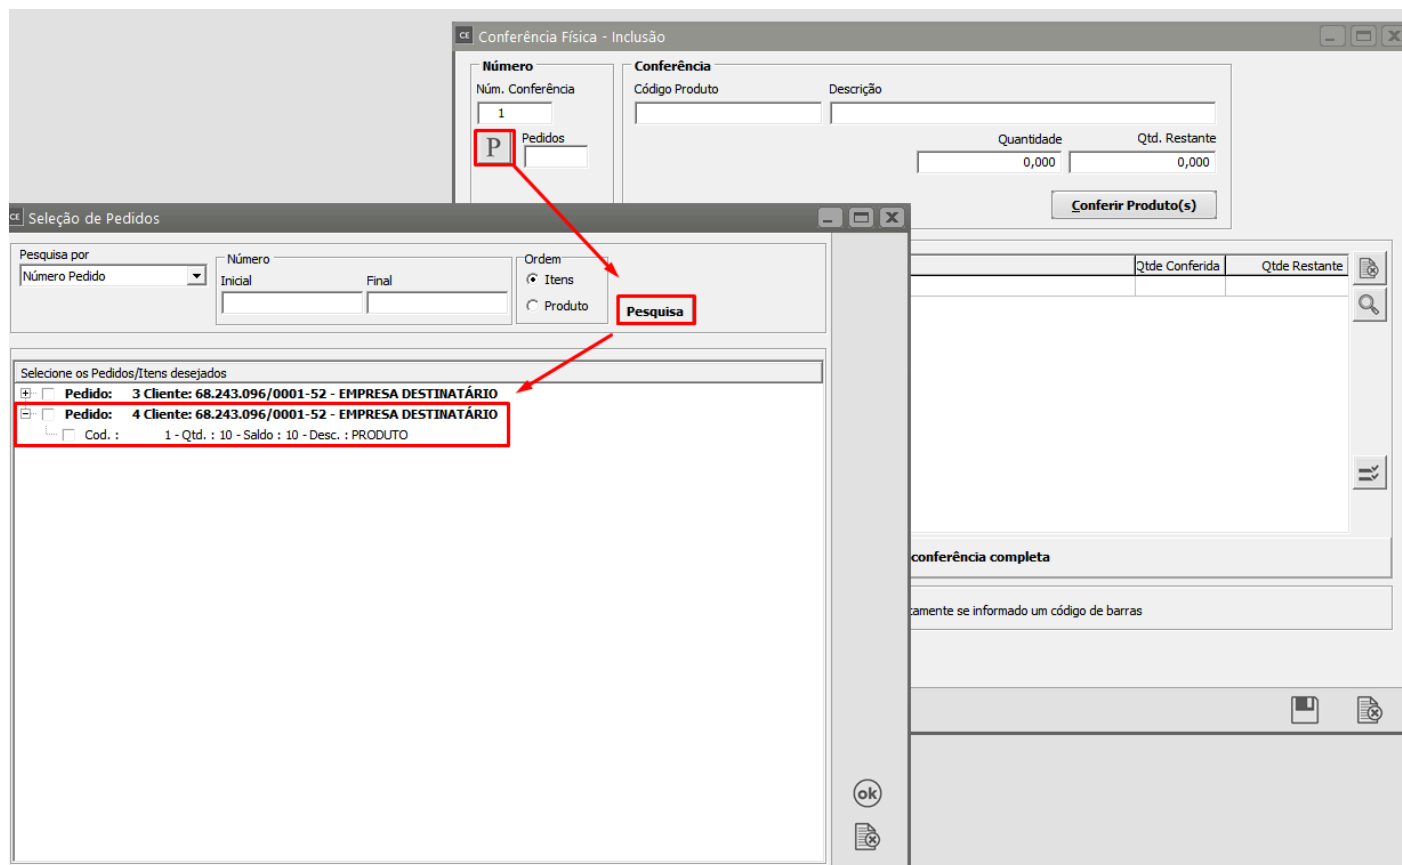 CE Conferência Física - Inclusão
Número
Conferência
Núm. Conferência
Código Produto
Descrição
1
P
Pedidos
Quantidade
Qtd. Restante
0,000
0,000
Conferir Produto(s)
CE Seleção de Pedidos
Pesquisa por
Número Pedido
Número
Inicial
Final
Ordem
Itens
Produto
Pesquisa
Qtde Conferida
Qtde Restante
Selecione os Pedidos/Itens desejados
Pedido: 3 Cliente: 68.243.096/0001-52 - EMPRESA DESTINATÁRIO
Pedido: 4 Cliente: 68.243.096/0001-52 - EMPRESA DESTINATÁRIO
Cod. : 1 - Qtd. : 10 - Saldo : 10 - Desc. : PRODUTO
conferência completa
tamente se informado um código de barras
ok